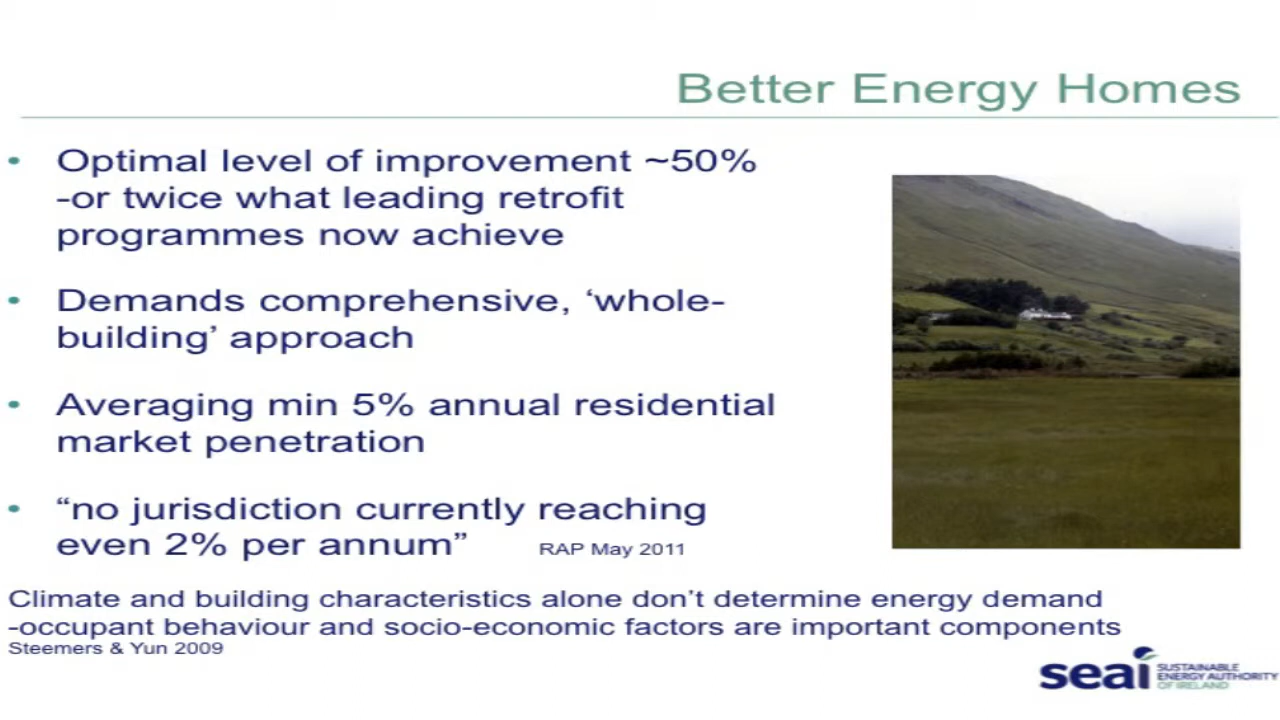 Better Energy Homes
• Optimal level of improvement ~50%
-or twice what leading retrofit
programmes now achieve
• Demands comprehensive, ‘whole-
building’ approach
• Averaging min 5% annual residential
market penetration
• “no jurisdiction currently reaching
even 2% per annum” RAP May 2011
Climate and building characteristics alone don’t determine energy demand
-occupant behaviour and socio-economic factors are important components
Steemers & Yun 2009
seai SUSTAINABLE
ENERGY AUTHORITY
OF IRELAND